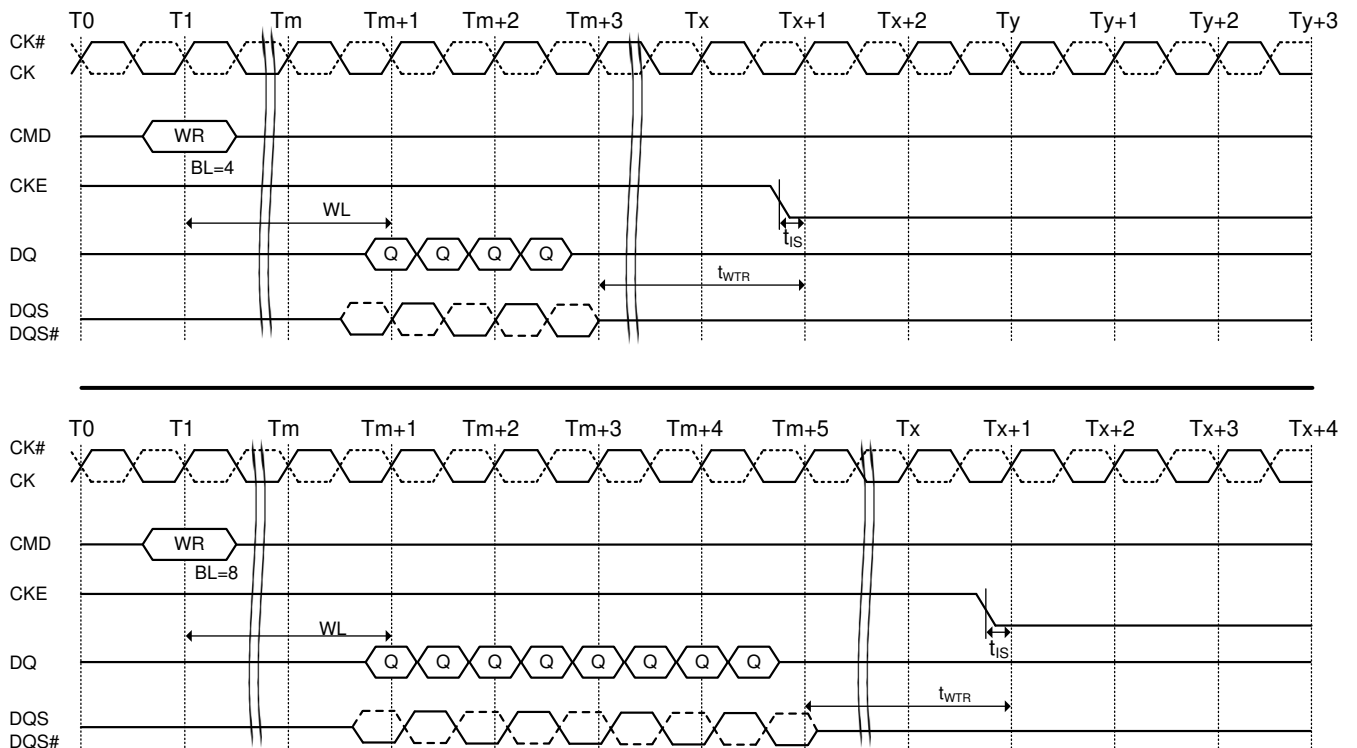 T0 T1 Tm Tm+1 Tm+2 Tm+3 Tx Tx+1 Tx+2 Ty Ty+1 Ty+2 Ty+3
CK#
CK
CMD WR
BL=4
CKE
WL
tIS
DQ Q Q Q Q
tWTR
DQS
DQS#
T0 T1 Tm Tm+1 Tm+2 Tm+3 Tm+4 Tm+5 Tx Tx+1 Tx+2 Tx+3 Tx+4
CK#
CK
CMD WR
BL=8
CKE
WL
tIS
DQ Q Q Q Q Q Q Q Q
tWTR
DQS
DQS#